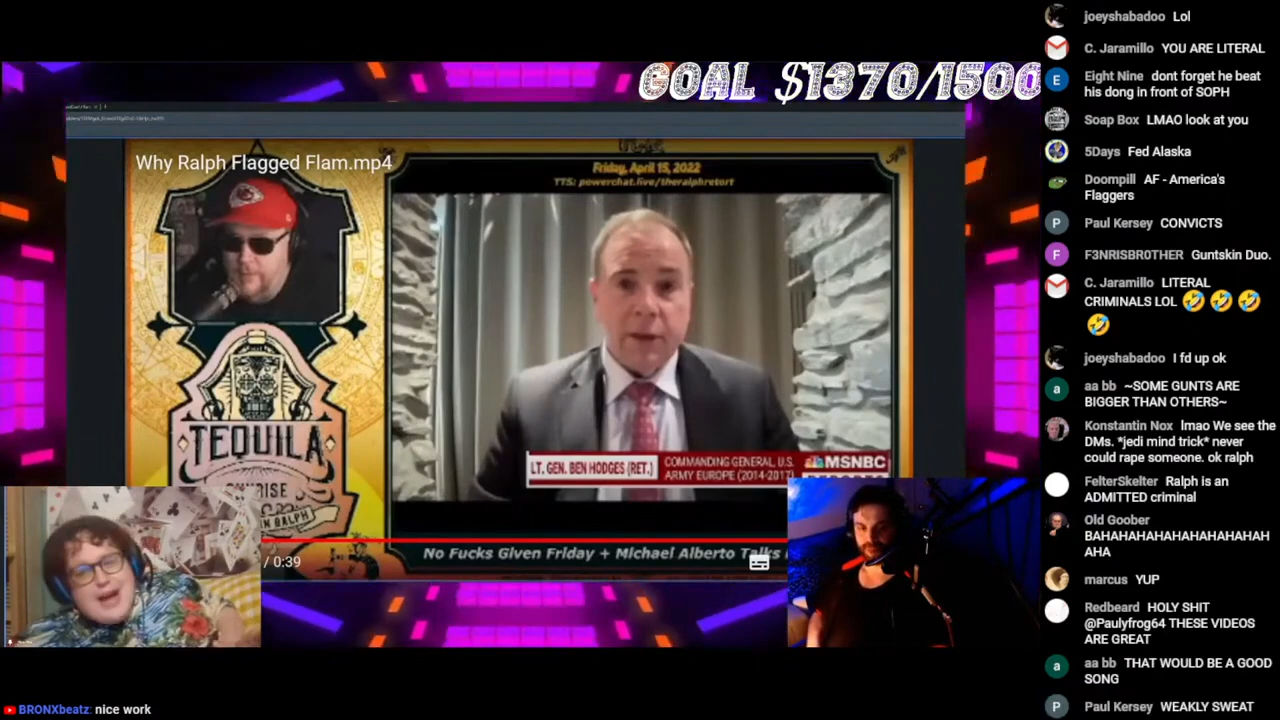 GOAL $1370/1500
Why Ralph Flagged Flam.mp4
Friday, April 15, 2022
TTS: powerchat.live/theralphretort
TEQUILA
SUNRISE
RALPH
LT. GEN. BEN HODGES (RET.)
COMMANDING GENERAL, U.S.
ARMY EUROPE (2014-2017)
MSNBC
No Fucks Given Friday + Michael Alberto Talks
/ 0:39
BRONXbeatz: nice work
joeyshabadoo Lol
C. Jaramillo YOU ARE LITERAL
Eight Nine dont forget he beat
his dong in front of SOPH
Soap Box LMAO look at you
5Days Fed Alaska
Doompill AF - America's
Flaggers
Paul Kersey CONVICTS
F3NRISBR0THER Guntskin Duo.
C. Jaramillo LITERAL
CRIMINALS LOL 🤣 🤣 🤣
🤣
joeyshabadoo I fd up ok
aa bb ~SOME GUNTS ARE
BIGGER THAN OTHERS~
Konstantin Nox lmao We see the
DMs. *jedi mind trick* never
could rape someone. ok ralph
FelterSkelter Ralph is an
ADMITTED criminal
Old Goober
BAHAHAHAHAHAHAHAHAH
AHA
marcus YUP
Redbeard HOLY SHIT
@Paulyfrog64 THESE VIDEOS
ARE GREAT
aa bb THAT WOULD BE A GOOD
SONG
Paul Kersey WEAKLY SWEAT